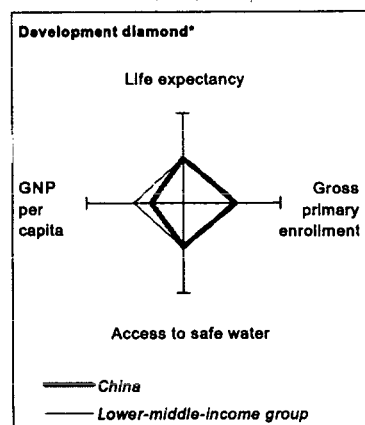 Development diamond*
Life expectancy
GNP
per
capita
Gross
primary
enrollment
Access to safe water
China
Lower-middle-income group